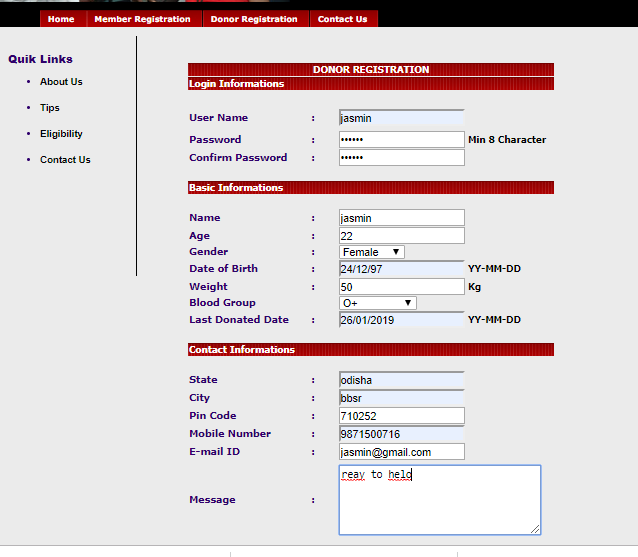 Home Member Registration Donor Registration Contact Us
Quik Links
• About Us
• Tips
• Eligibility
• Contact Us
DONOR REGISTRATION
Login Informations
User Name : jasmin
Password : •••••• Min 8 Character
Confirm Password : ••••••
Basic Informations
Name : jasmin
Age : 22
Gender : Female
Date of Birth : 24/12/97 YY-MM-DD
Weight : 50 Kg
Blood Group : O+
Last Donated Date : 26/01/2019 YY-MM-DD
Contact Informations
State : odisha
City : bbsr
Pin Code : 710252
Mobile Number : 9871500716
E-mail ID : jasmin@gmail.com
Message : reay to held